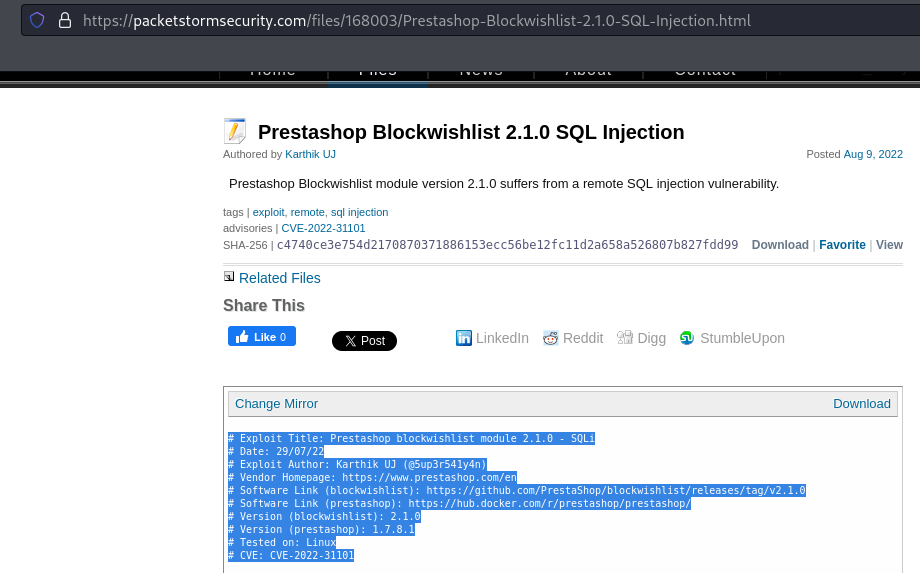 https://packetstormsecurity.com/files/168003/Prestashop-Blockwishlist-2.1.0-SQL-Injection.html
Home Files News About Contact
Prestashop Blockwishlist 2.1.0 SQL Injection
Authored by Karthik UJ Posted Aug 9, 2022
Prestashop Blockwishlist module version 2.1.0 suffers from a remote SQL injection vulnerability.
tags | exploit, remote, sql injection
advisories | CVE-2022-31101
SHA-256 | c4740ce3e754d2170870371886153ecc56be12fc11d2a658a526807b827fdd99 Download | Favorite | View
Related Files
Share This
Like 0 X Post LinkedIn Reddit Digg StumbleUpon
Change Mirror Download
# Exploit Title: Prestashop blockwishlist module 2.1.0 - SQLi
# Date: 29/07/22
# Exploit Author: Karthik UJ (@5up3r541y4n)
# Vendor Homepage: https://www.prestashop.com/en
# Software Link (blockwishlist): https://github.com/PrestaShop/blockwishlist/releases/tag/v2.1.0
# Software Link (prestashop): https://hub.docker.com/r/prestashop/prestashop/
# Version (blockwishlist): 2.1.0
# Version (prestashop): 1.7.8.1
# Tested on: Linux
# CVE: CVE-2022-31101